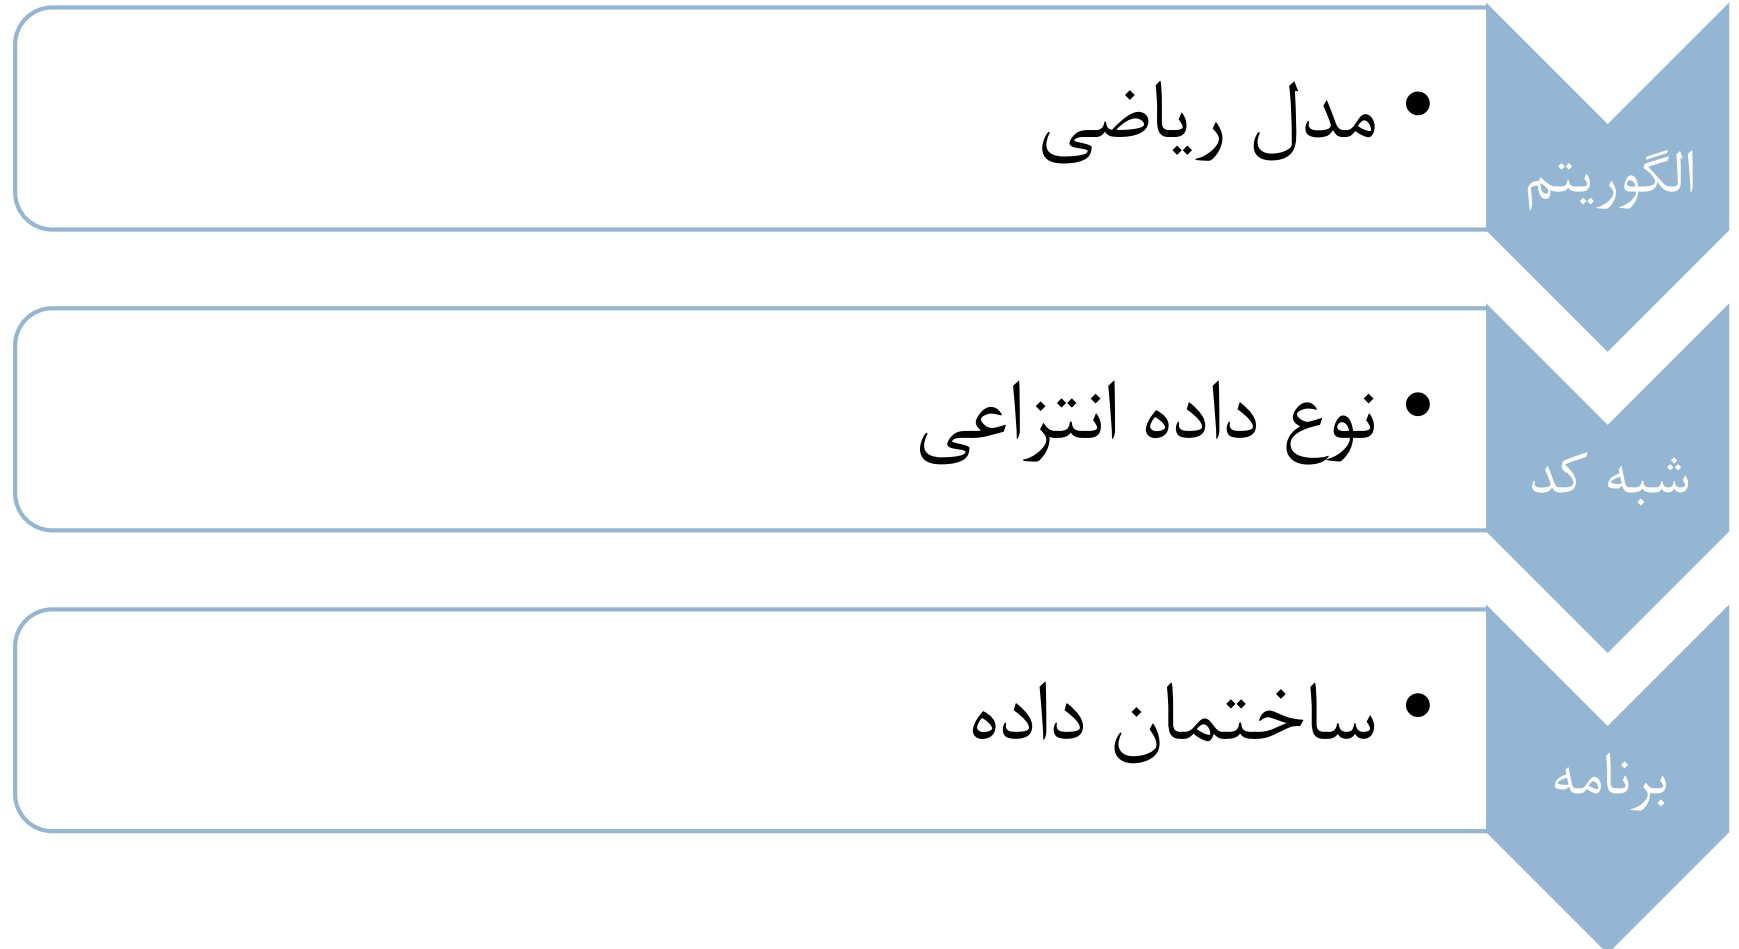 الگوریتم
• مدل ریاضی
شبه کد
• نوع داده انتزاعی
برنامه
• ساختمان داده